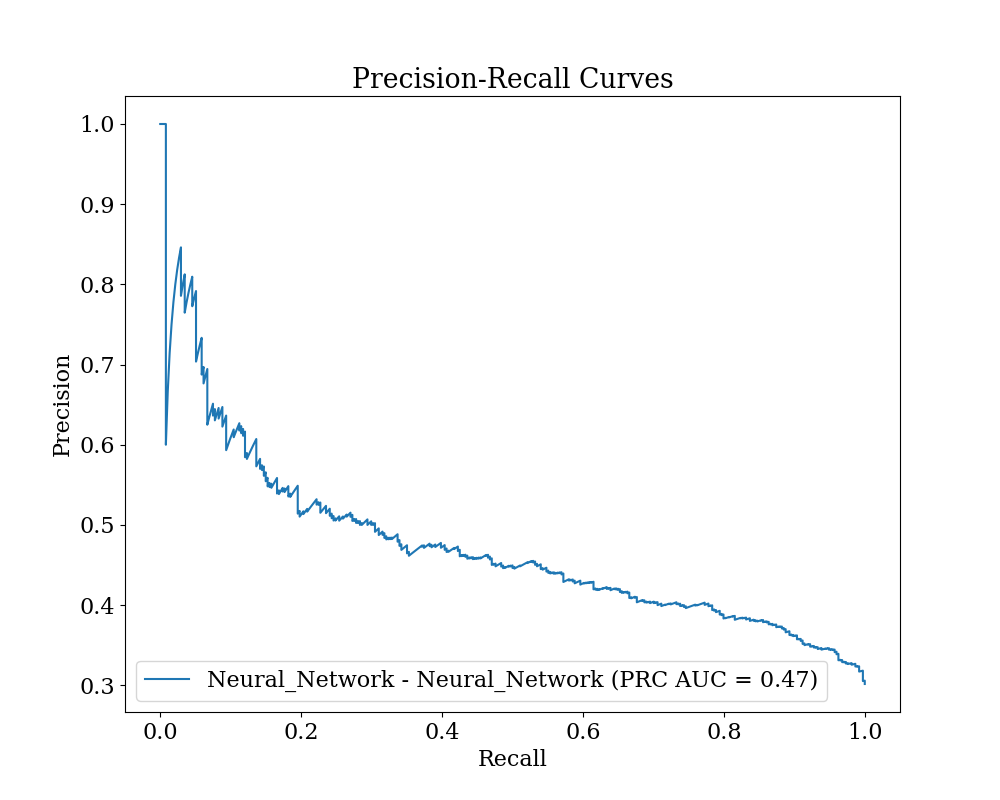 Precision-Recall Curves
Precision
1.0
0.9
0.8
0.7
0.6
0.5
0.4
0.3
Neural_Network - Neural_Network (PRC AUC = 0.47)
0.0 0.2 0.4 0.6 0.8 1.0
Recall